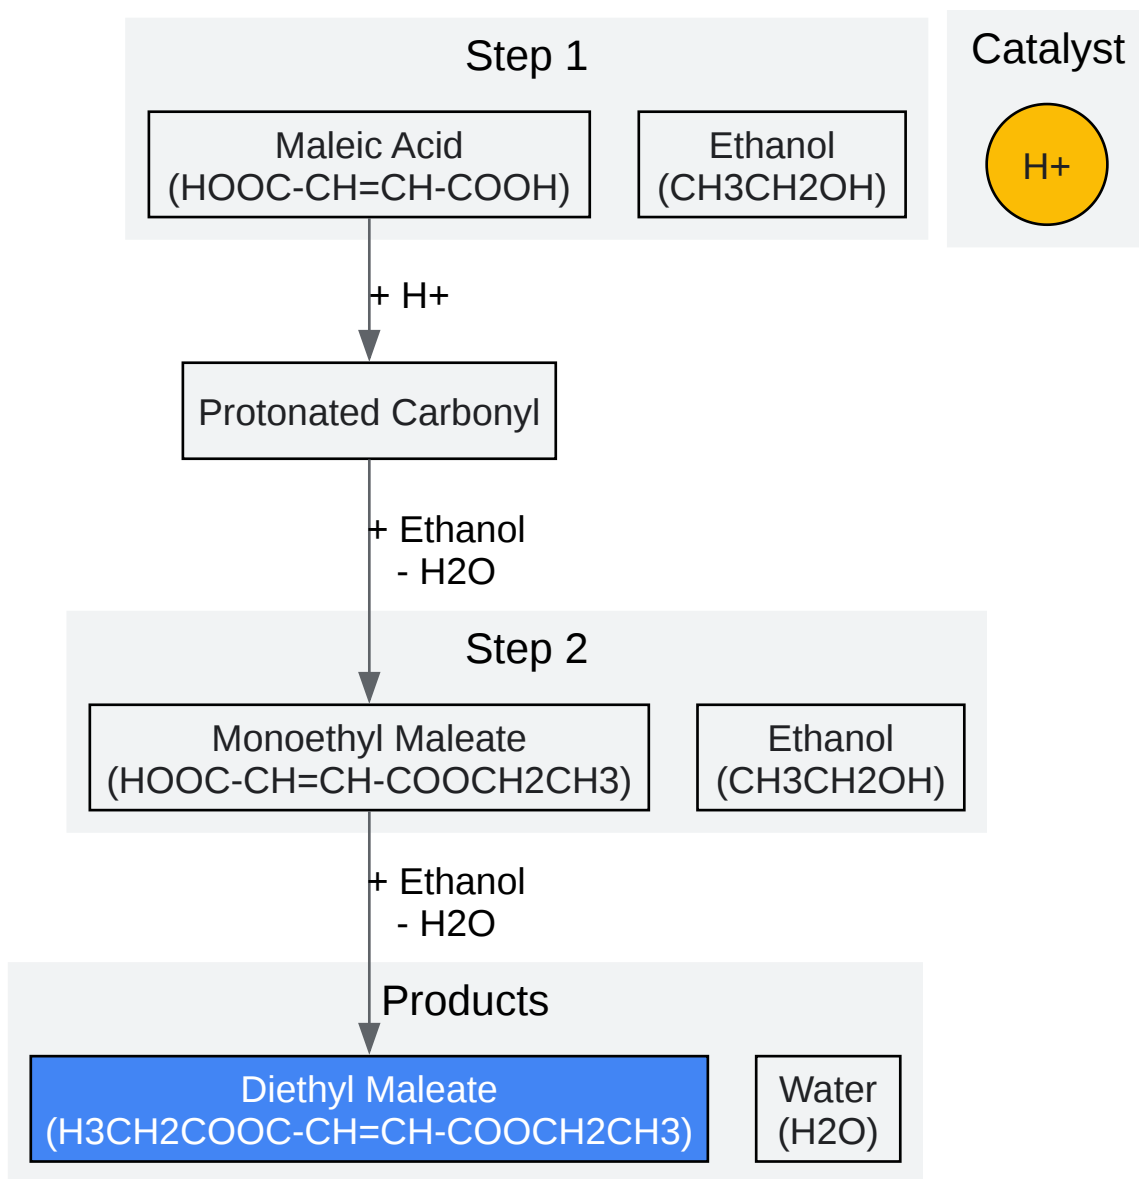 Step 1
Maleic Acid
(HOOC-CH=CH-COOH)
Ethanol
(CH3CH2OH)
Catalyst
H+
+ H+
Protonated Carbonyl
+ Ethanol
- H2O
Step 2
Monoethyl Maleate
(HOOC-CH=CH-COOCH2CH3)
Ethanol
(CH3CH2OH)
+ Ethanol
- H2O
Products
Diethyl Maleate
(H3CH2COOC-CH=CH-COOCH2CH3)
Water
(H2O)